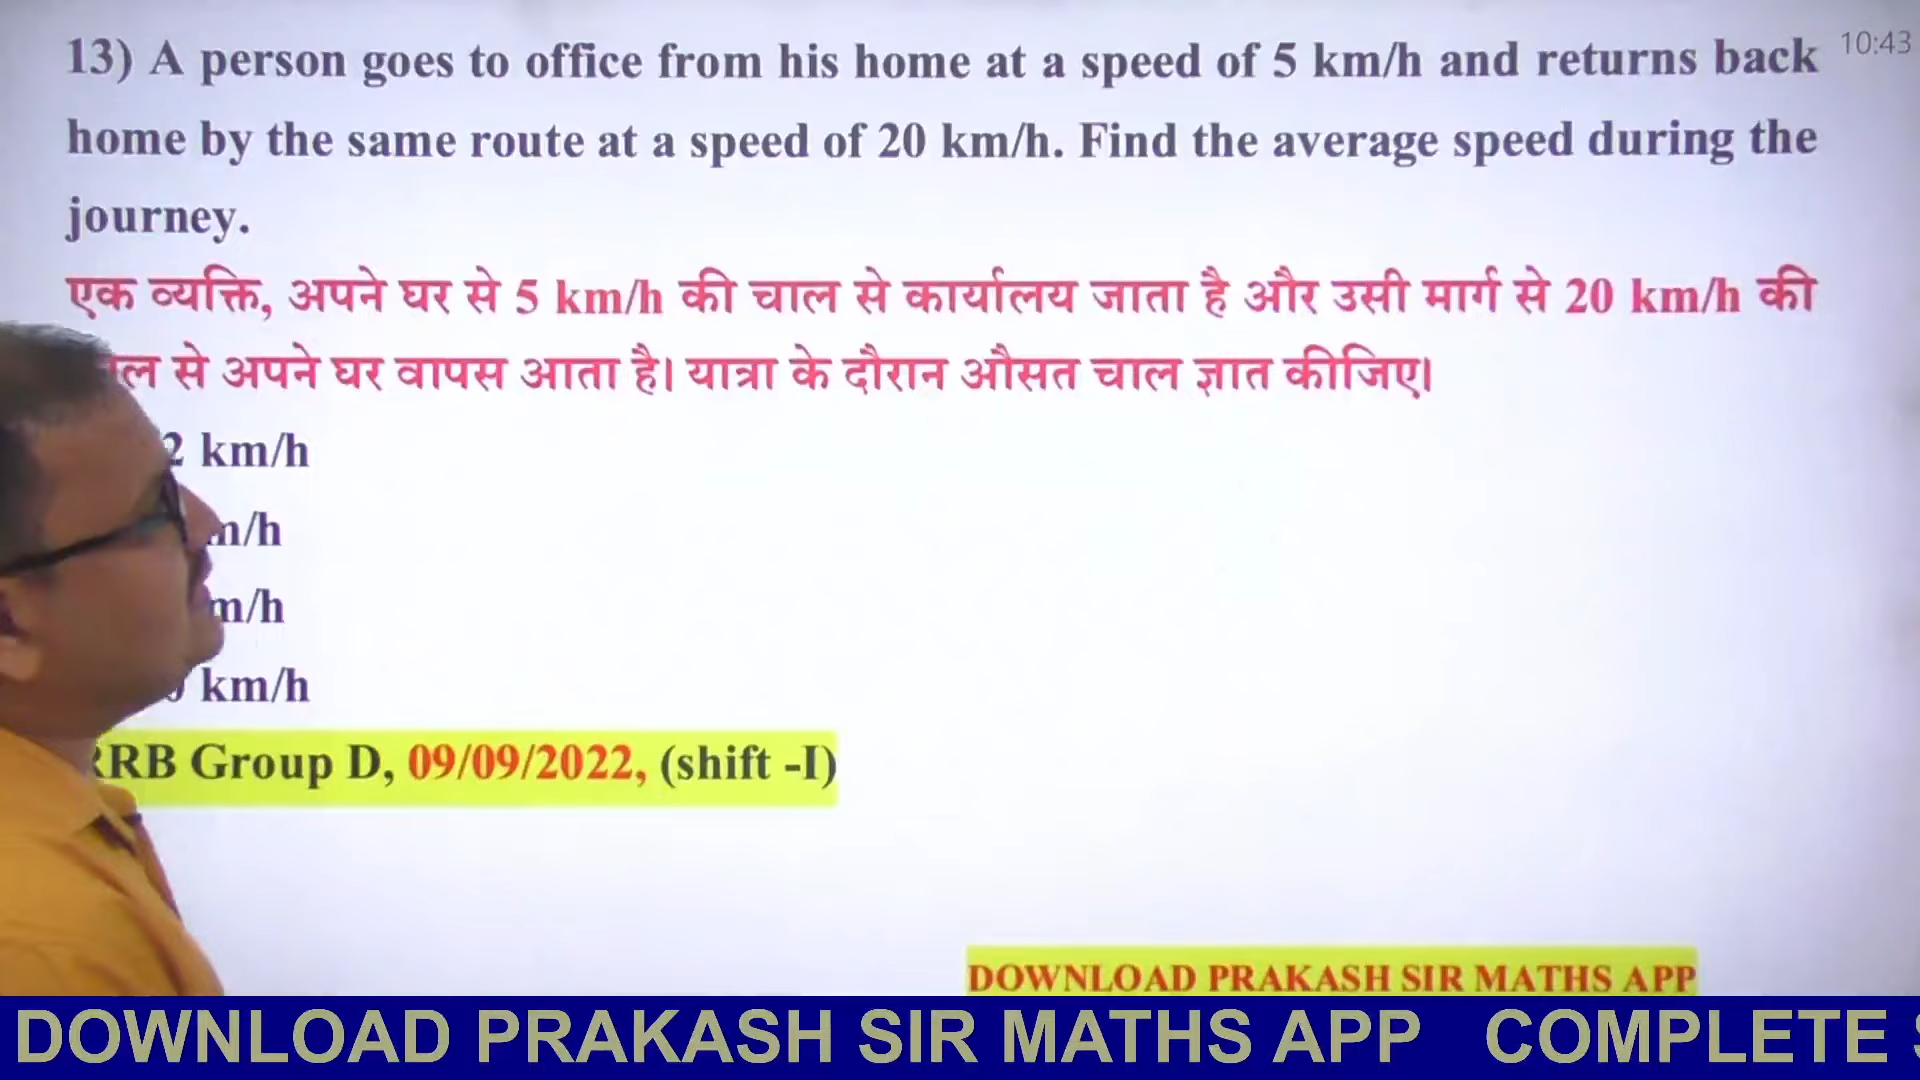 13) A person goes to office from his home at a speed of 5 km/h and returns back
10:43
home by the same route at a speed of 20 km/h. Find the average speed during the
journey.
एक व्यक्ति, अपने घर से 5 km/h की चाल से कार्यालय जाता है और उसी मार्ग से 20 km/h की
से अपने घर वापस आता है। यात्रा के दौरान औसत चाल ज्ञात कीजिए।
km/h
km/h
Group D, 09/09/2022, (shift -I)
DOWNLOAD PRAKASH SIR MATHS APP
DOWNLOAD PRAKASH SIR MATHS APP COMPLETE